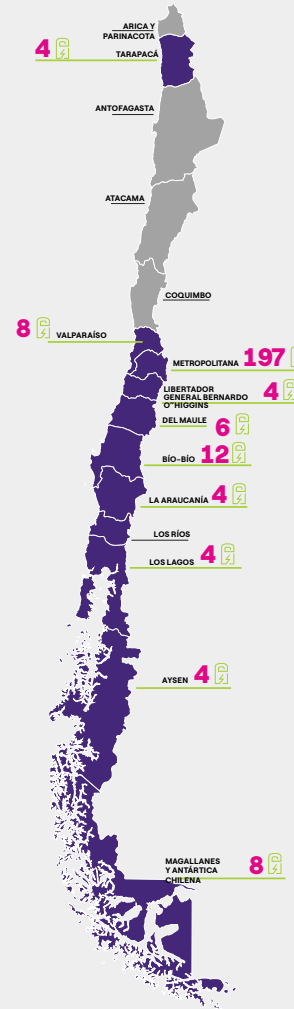 ARICA Y
PARINACOTA
4
TARAPACÁ
ANTOFAGASTA
ATACAMA
COQUIMBO
8
VALPARAÍSO
METROPOLITANA 197
LIBERTADOR
GENERAL BERNARDO
O´HIGGINS
4
DEL MAULE 6
BÍO-BÍO 12
LA ARAUCANÍA 4
LOS RÍOS
LOS LAGOS 4
AYSEN 4
MAGALLANES
Y ANTÁRTICA
CHILENA
8